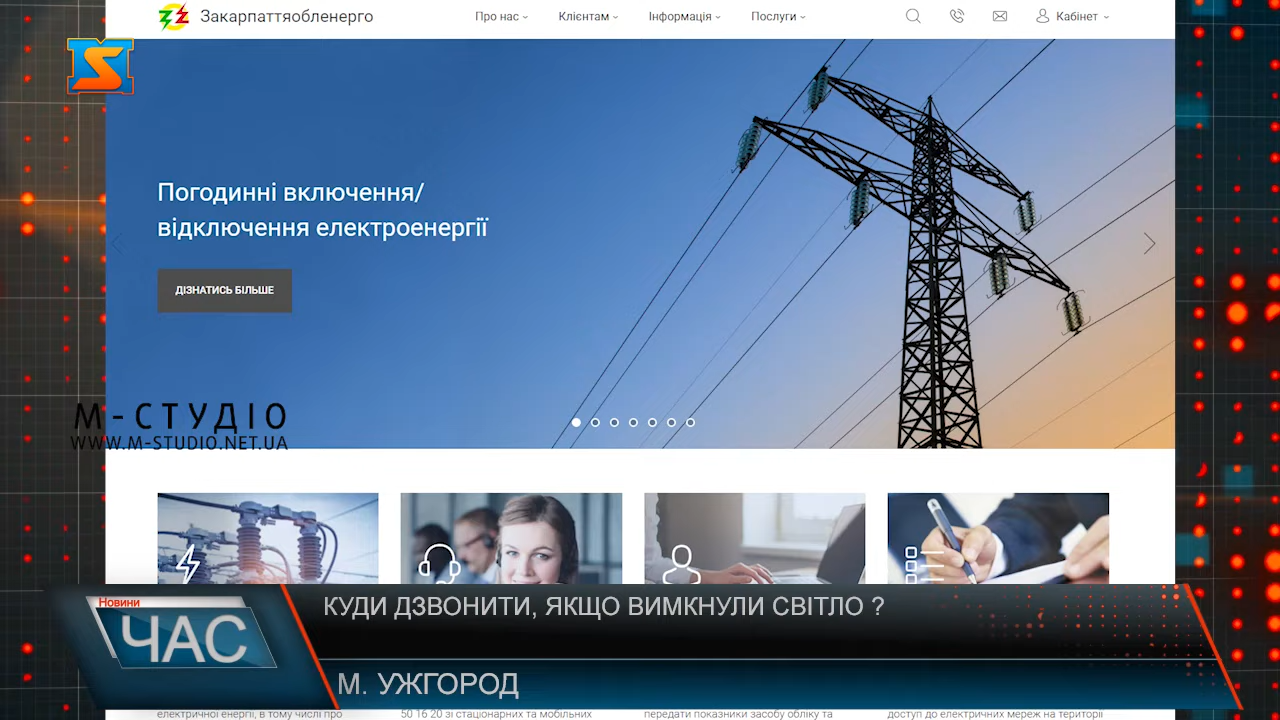 Закарпаттяобленерго
Про нас
Клієнтам
Інформація
Послуги
Кабінет
Погодинні включення/
відключення електроенергії
ДІЗНАТИСЬ БІЛЬШЕ
М-СТУДІО
WWW.M-STUDIO.NET.UA
КУДИ ДЗВОНИТИ, ЯКЩО ВИМКНУЛИ СВІТЛО ?
Новини
ЧАС
М. УЖГОРОД
електричної енергії, в тому числі про
50 16 20 зі стаціонарних та мобільних
передати показники засобу обліку та
доступ до електричних мереж на території